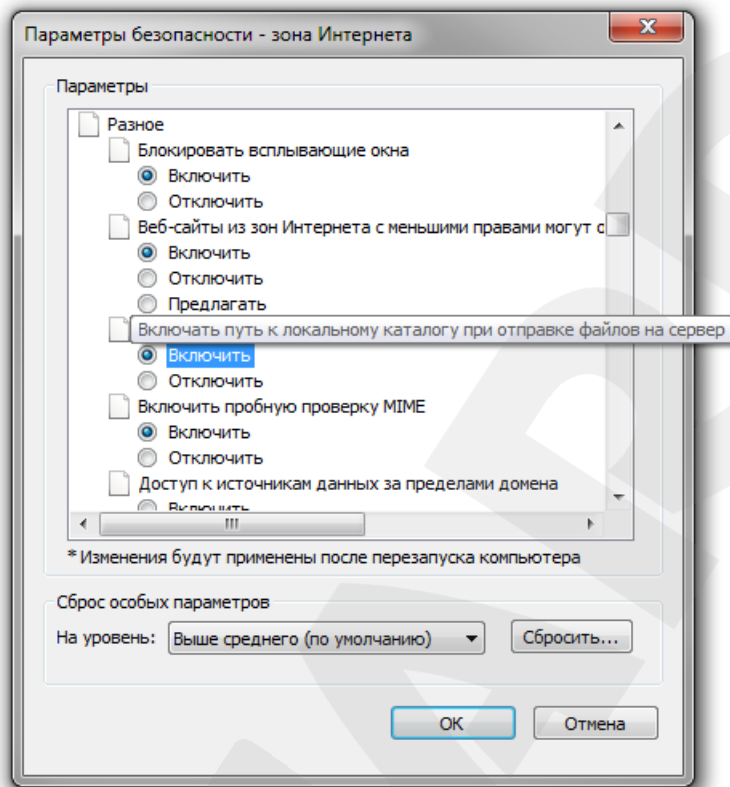 Параметры безопасности - зона Интернета
Параметры
Разное
Блокировать всплывающие окна
Включить
Отключить
Веб-сайты из зон Интернета с меньшими правами могут с
Включить
Отключить
Предлагать
Включать путь к локальному каталогу при отправке файлов на сервер
Включить
Отключить
Включить пробную проверку MIME
Включить
Отключить
Доступ к источникам данных за пределами домена
Включить
* Изменения будут применены после перезапуска компьютера
Сброс особых параметров
На уровень: Выше среднего (по умолчанию) Сбросить...
ОК Отмена